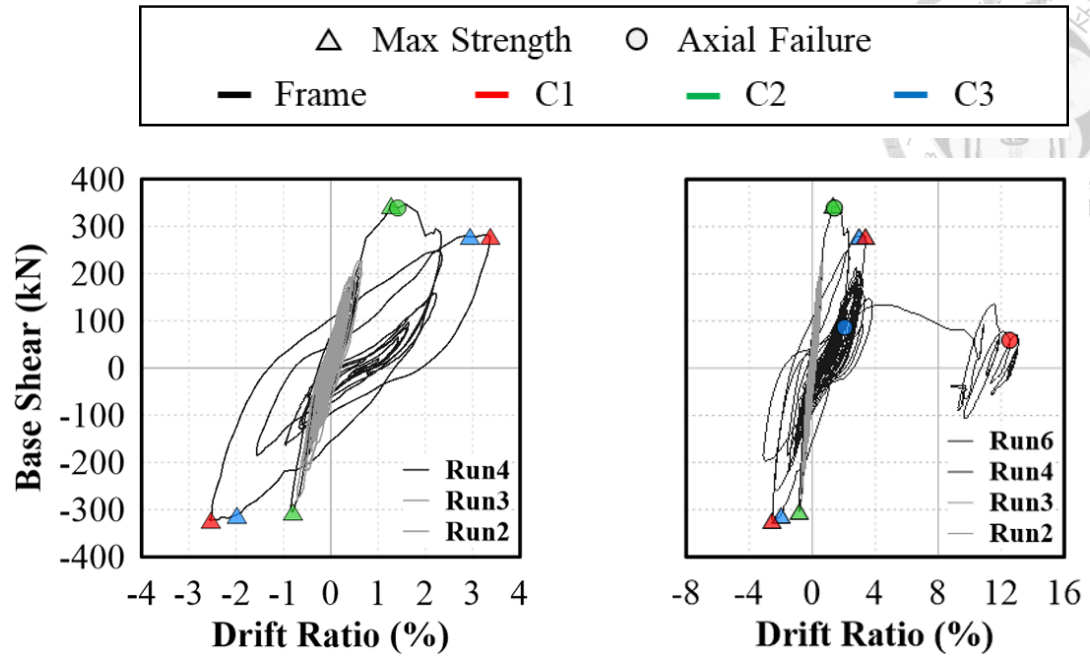 Max Strength Axial Failure
Frame C1 C2 C3
Base Shear (kN)
400
300
200
100
0
-100
-200
-300
-400
Run4
Run3
Run2
-4 -3 -2 -1 0 1 2 3 4
Drift Ratio (%)
Run6
Run4
Run3
Run2
-8 -4 0 4 8 12 16
Drift Ratio (%)